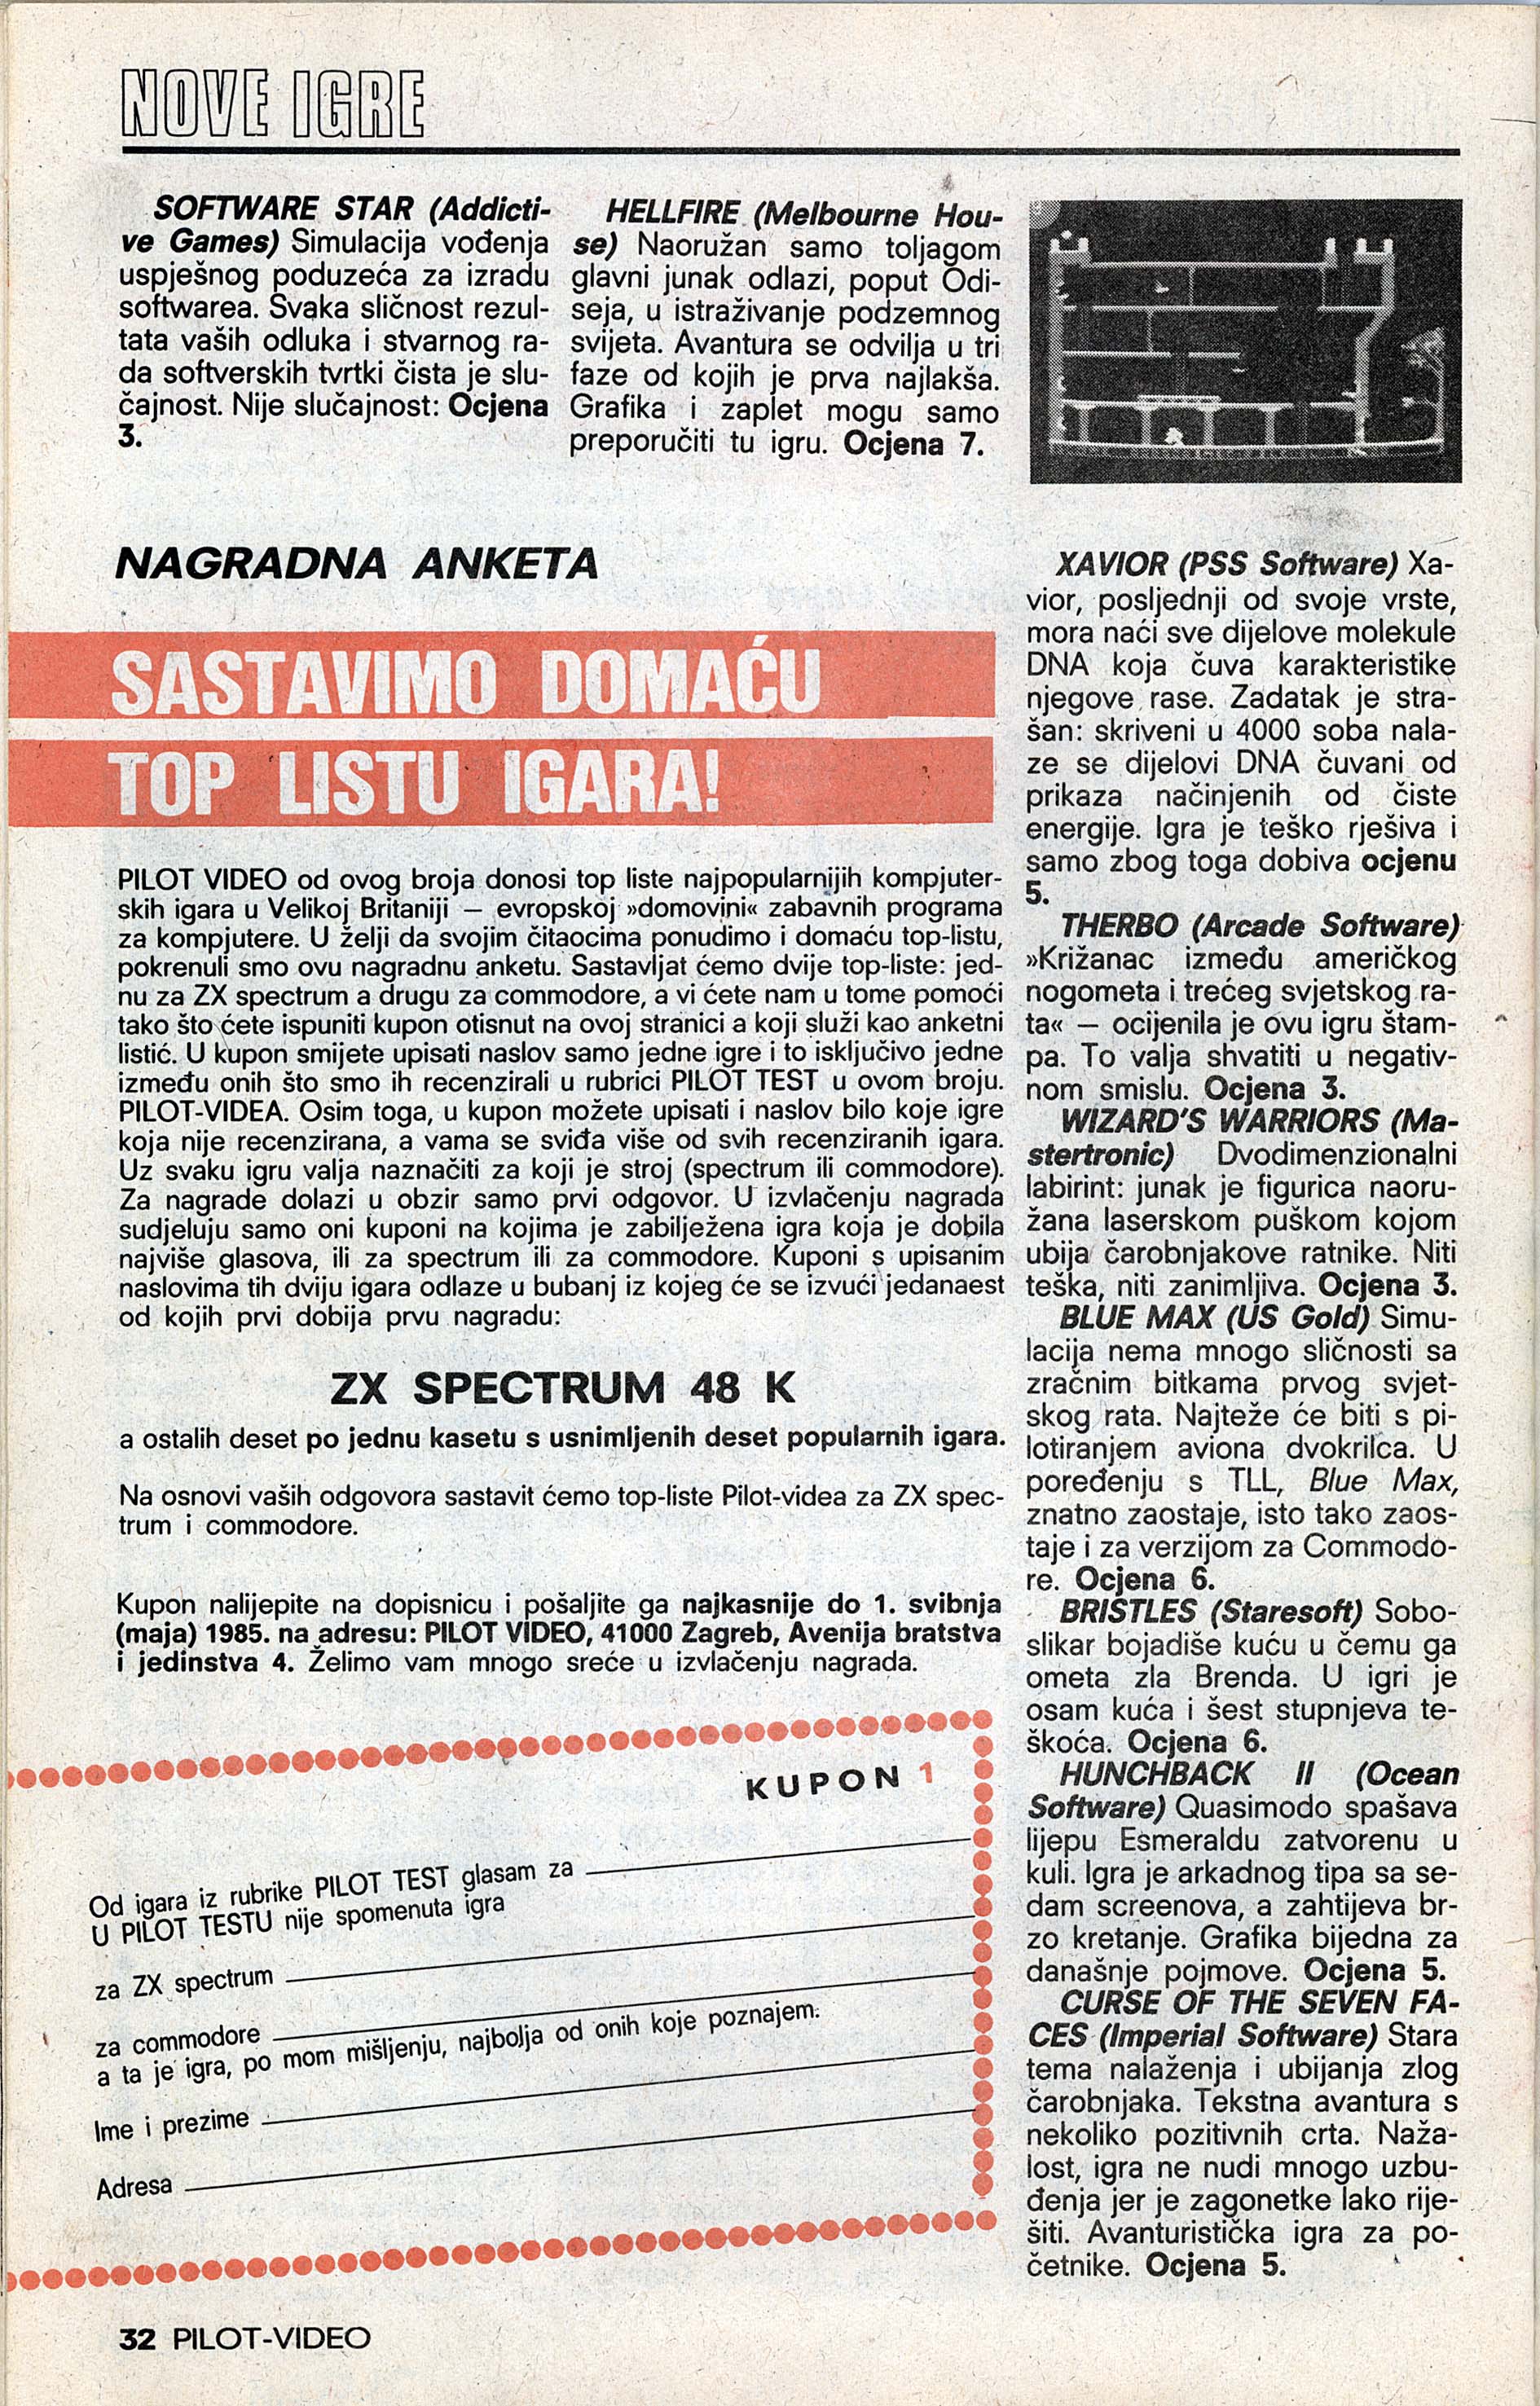 NOVE IGRE
SOFTWARE STAR (Addicti-
ve Games) Simulacija vođenja
uspješnog poduzeća za izradu
softwarea. Svaka sličnost rezul-
tata vaših odluka i stvarnog ra-
da softverskih tvrtki čista je slu-
čajnost. Nije slučajnost: Ocjena
3.
HELLFIRE (Melbourne Hou-
se) Naoružan samo toljagom
glavni junak odlazi, poput Odi-
seja, u istraživanje podzemnog
svijeta. Avantura se odvilja u tri
faze od kojih je prva najlakša.
Grafika i zaplet mogu samo
preporučiti tu igru. Ocjena 7.
NAGRADNA ANKETA
SASTAVIMO DOMAĆU
TOP LISTU IGARA!
PILOT VIDEO od ovog broja donosi top liste najpopularnijih kompjuter-
skih igara u Velikoj Britaniji — evropskoj »domovini« zabavnih programa
za kompjutere. U želji da svojim čitaocima ponudimo i domaću top-listu,
pokrenuli smo ovu nagradnu anketu. Sastavljat ćemo dvije top-liste: jed-
nu za ZX spectrum a drugu za commodore, a vi ćete nam u tome pomoći
tako što ćete ispuniti kupon otisnut na ovoj stranici a koji služi kao anketni
listić. U kupon smijete upisati naslov samo jedne igre i to isključivo jedne
između onih što smo ih recenzirali u rubrici PILOT TEST u ovom broju.
PILOT-VIDEA. Osim toga, u kupon možete upisati i naslov bilo koje igre
koja nije recenzirana, a vama se sviđa više od svih recenziranih igara.
Uz svaku igru valja naznačiti za koji je stroj (spectrum ili commodore).
Za nagrade dolazi u obzir samo prvi odgovor. U izvlačenju nagrada
sudjeluju samo oni kuponi na kojima je zabilježena igra koja je dobila
najviše glasova, ili za spectrum ili za commodore. Kuponi s upisanim
naslovima tih dviju igara odlaze u bubanj iz kojeg će se izvući jedanaest
od kojih prvi dobija prvu nagradu:
ZX SPECTRUM 48 K
a ostalih deset po jednu kasetu s usnimljenih deset popularnih igara.
Na osnovi vaših odgovora sastavit ćemo top-liste Pilot-videa za ZX spec-
trum i commodore.
Kupon nalijepite na dopisnicu i pošaljite ga najkasnije do 1. svibnja
(maja) 1985. na adresu: PILOT VIDEO, 41000 Zagreb, Avenija bratstva
i jedinstva 4. Želimo vam mnogo sreće u izvlačenju nagrada.
KUPON 1
Od igara iz rubrike PILOT TEST glasam za
U PILOT TESTU nije spomenuta igra
za ZX spectrum
za commodore
a ta je igra, po mom mišljenju, najbolja od onih koje poznajem.
Ime i prezime
Adresa
XAVIOR (PSS Software) Xa-
vior, posljednji od svoje vrste,
mora naći sve dijelove molekule
DNA koja čuva karakteristike
njegove rase. Zadatak je stra-
šan: skriveni u 4000 soba nala-
ze se dijelovi DNA čuvani od
prikaza načinjenih od čiste
energije. Igra je teško rješiva i
samo zbog toga dobiva ocjenu
5.
THERBO (Arcade Software)
»Križanac između američkog
nogometa i trećeg svjetskog ra-
ta« — ocijenila je ovu igru štam-
pa. To valja shvatiti u negativ-
nom smislu. Ocjena 3.
WIZARD'S WARRIORS (Ma-
stertronic) Dvodimenzionalni
labirint: junak je figurica naoru-
žana laserskom puškom kojom
ubija čarobnjakove ratnike. Niti
teška, niti zanimljiva. Ocjena 3.
BLUE MAX (US Gold) Simu-
lacija nema mnogo sličnosti sa
zračnim bitkama prvog svjet-
skog rata. Najteže će biti s pi-
lotiranjem aviona dvokrilca. U
poređenju s TLL, Blue Max,
znatno zaostaje, isto tako zaos-
taje i za verzijom za Commodo-
re. Ocjena 6.
BRISTLES (Staresoft) Sobo-
slikar bojadiše kuću u čemu ga
ometa zla Brenda. U igri je
osam kuća i šest stupnjeva te-
škoća. Ocjena 6.
HUNCHBACK II (Ocean
Software) Quasimodo spašava
lijepu Esmeraldu zatvorenu u
kuli. Igra je arkadnog tipa sa se-
dam screenova, a zahtijeva br-
zo kretanje. Grafika bijedna za
današnje pojmove. Ocjena 5.
CURSE OF THE SEVEN FA-
CES (Imperial Software) Stara
tema nalaženja i ubijanja zlog
čarobnjaka. Tekstna avantura s
nekoliko pozitivnih crta. Naža-
lost, igra ne nudi mnogo uzbu-
đenja jer je zagonetke lako rije-
šiti. Avanturistička igra za po-
četnike. Ocjena 5.
32 PILOT-VIDEO